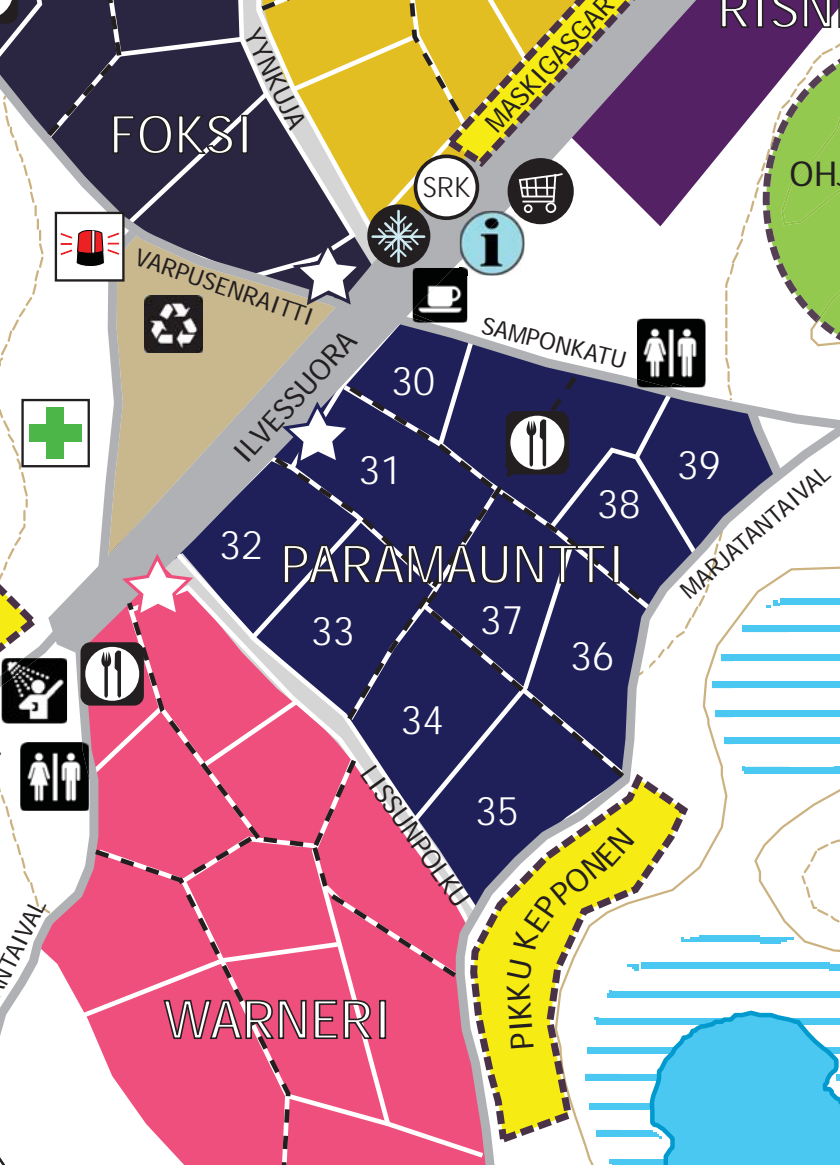 RISN
YYNKUJA
MASKIGASGAR
FOKSI
OHJ
SRK
i
VARPUSENRAITTI
SAMPONKATU
ILVESSUORA
30
31
39
38
32
PARAMAUNTTI
MARJATANTAIVAL
33
37
36
34
35
LISSUNPOLKU
PIKKU KEPPONEN
NTAIVAL
WARNERI